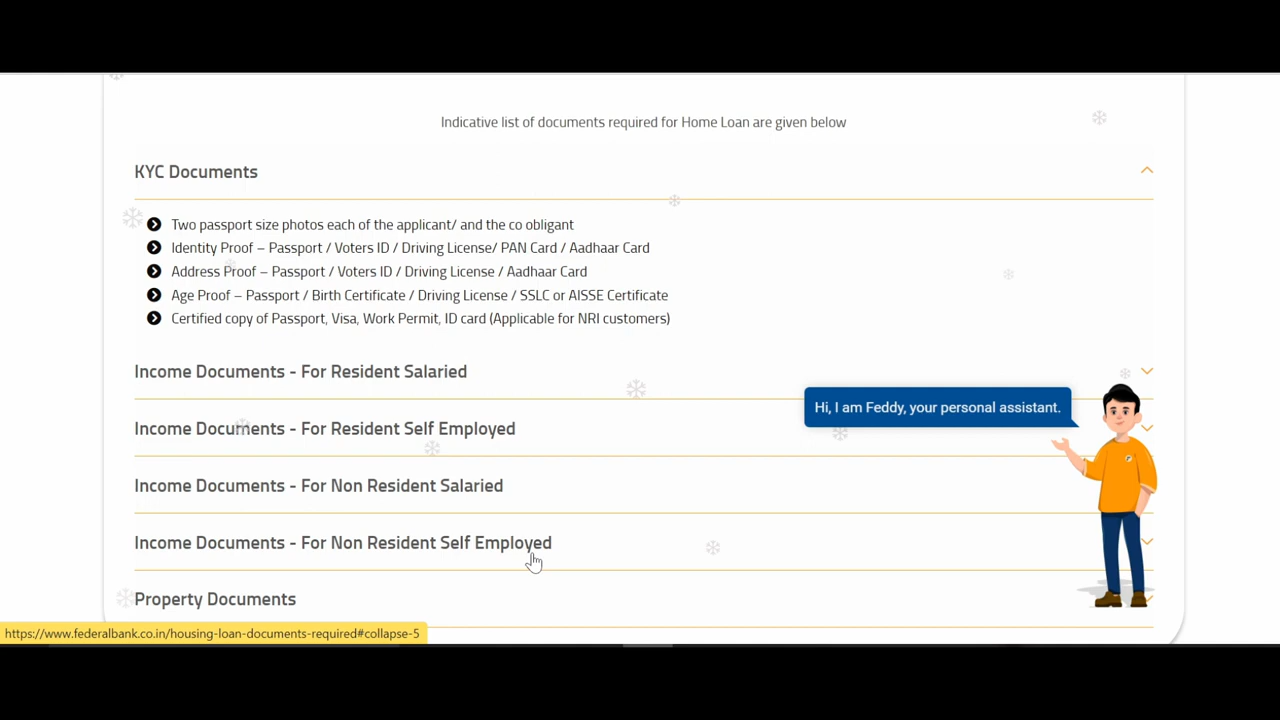 Indicative list of documents required for Home Loan are given below
KYC Documents
Two passport size photos each of the applicant/ and the co obligant
Identity Proof – Passport / Voters ID / Driving License/ PAN Card / Aadhaar Card
Address Proof – Passport / Voters ID / Driving License / Aadhaar Card
Age Proof – Passport / Birth Certificate / Driving License / SSLC or AISSE Certificate
Certified copy of Passport, Visa, Work Permit, ID card (Applicable for NRI customers)
Income Documents - For Resident Salaried
Hi, I am Feddy, your personal assistant.
Income Documents - For Resident Self Employed
Income Documents - For Non Resident Salaried
Income Documents - For Non Resident Self Employed
Property Documents
https://www.federalbank.co.in/housing-loan-documents-required#collapse-5